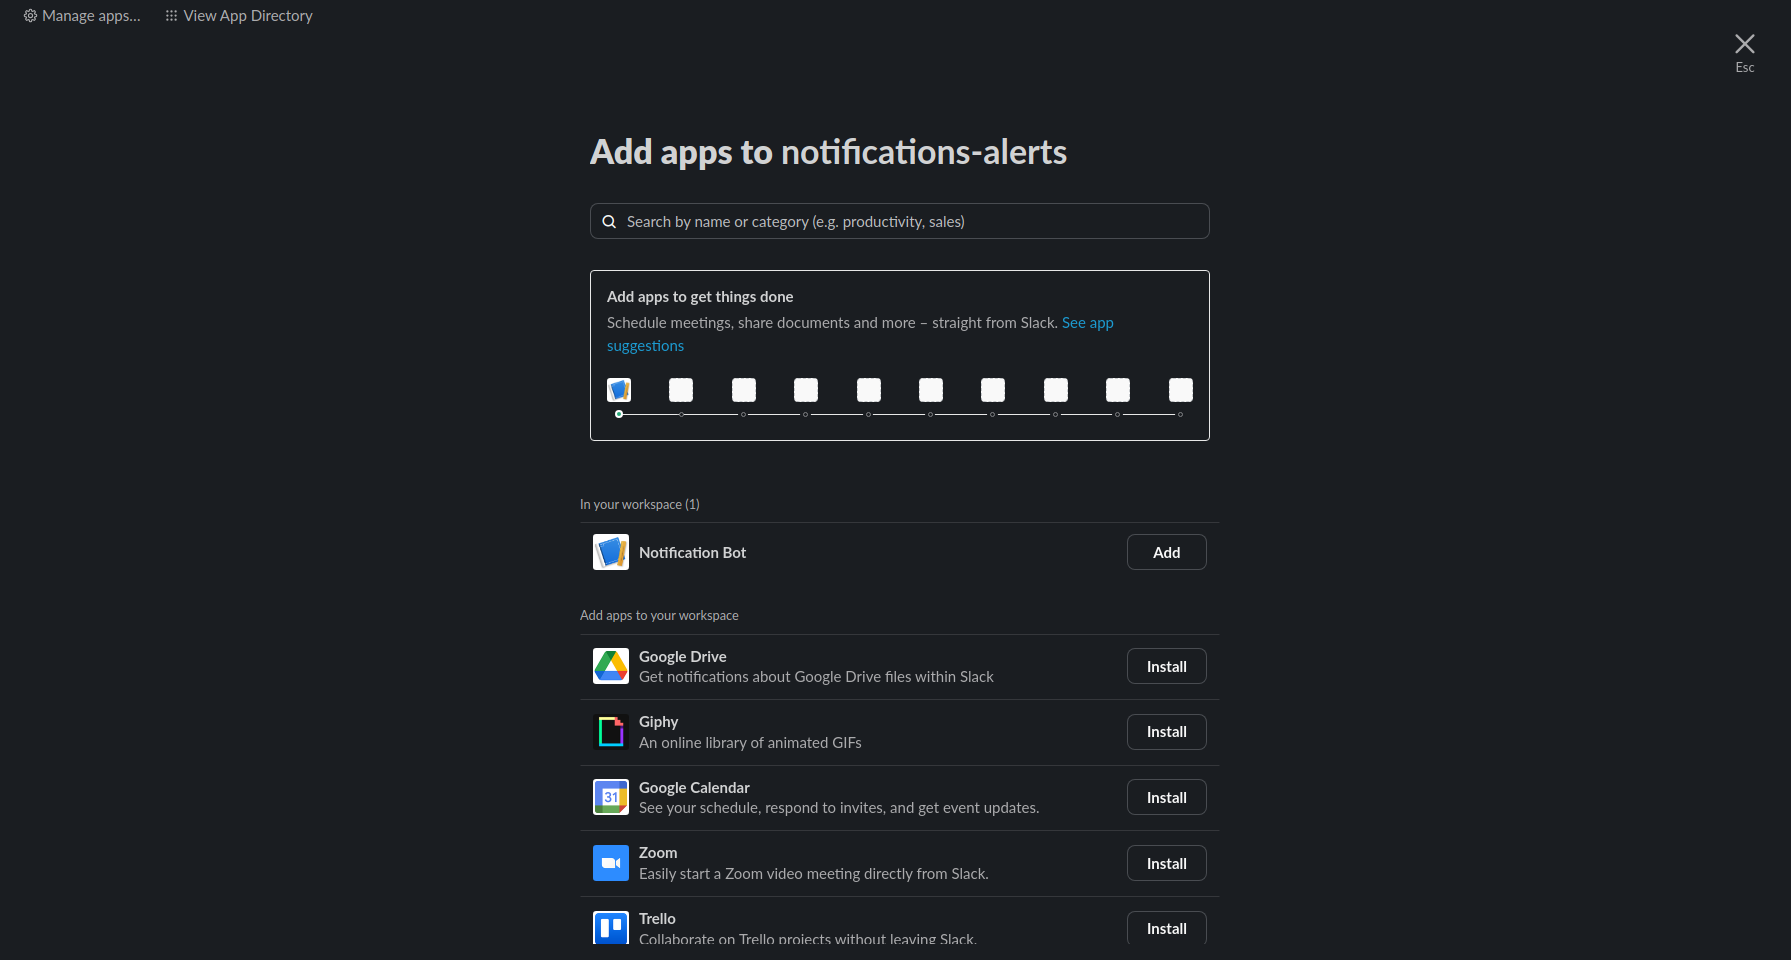 Manage apps... View App Directory
Esc
Add apps to notifications-alerts
Search by name or category (e.g. productivity, sales)
Add apps to get things done
Schedule meetings, share documents and more – straight from Slack. See app
suggestions
In your workspace (1)
Notification Bot
Add
Add apps to your workspace
Google Drive
Get notifications about Google Drive files within Slack
Install
Giphy
An online library of animated GIFs
Install
31
Google Calendar
See your schedule, respond to invites, and get event updates.
Install
Zoom
Easily start a Zoom video meeting directly from Slack.
Install
Trello
Collaborate on Trello projects without leaving Slack.
Install